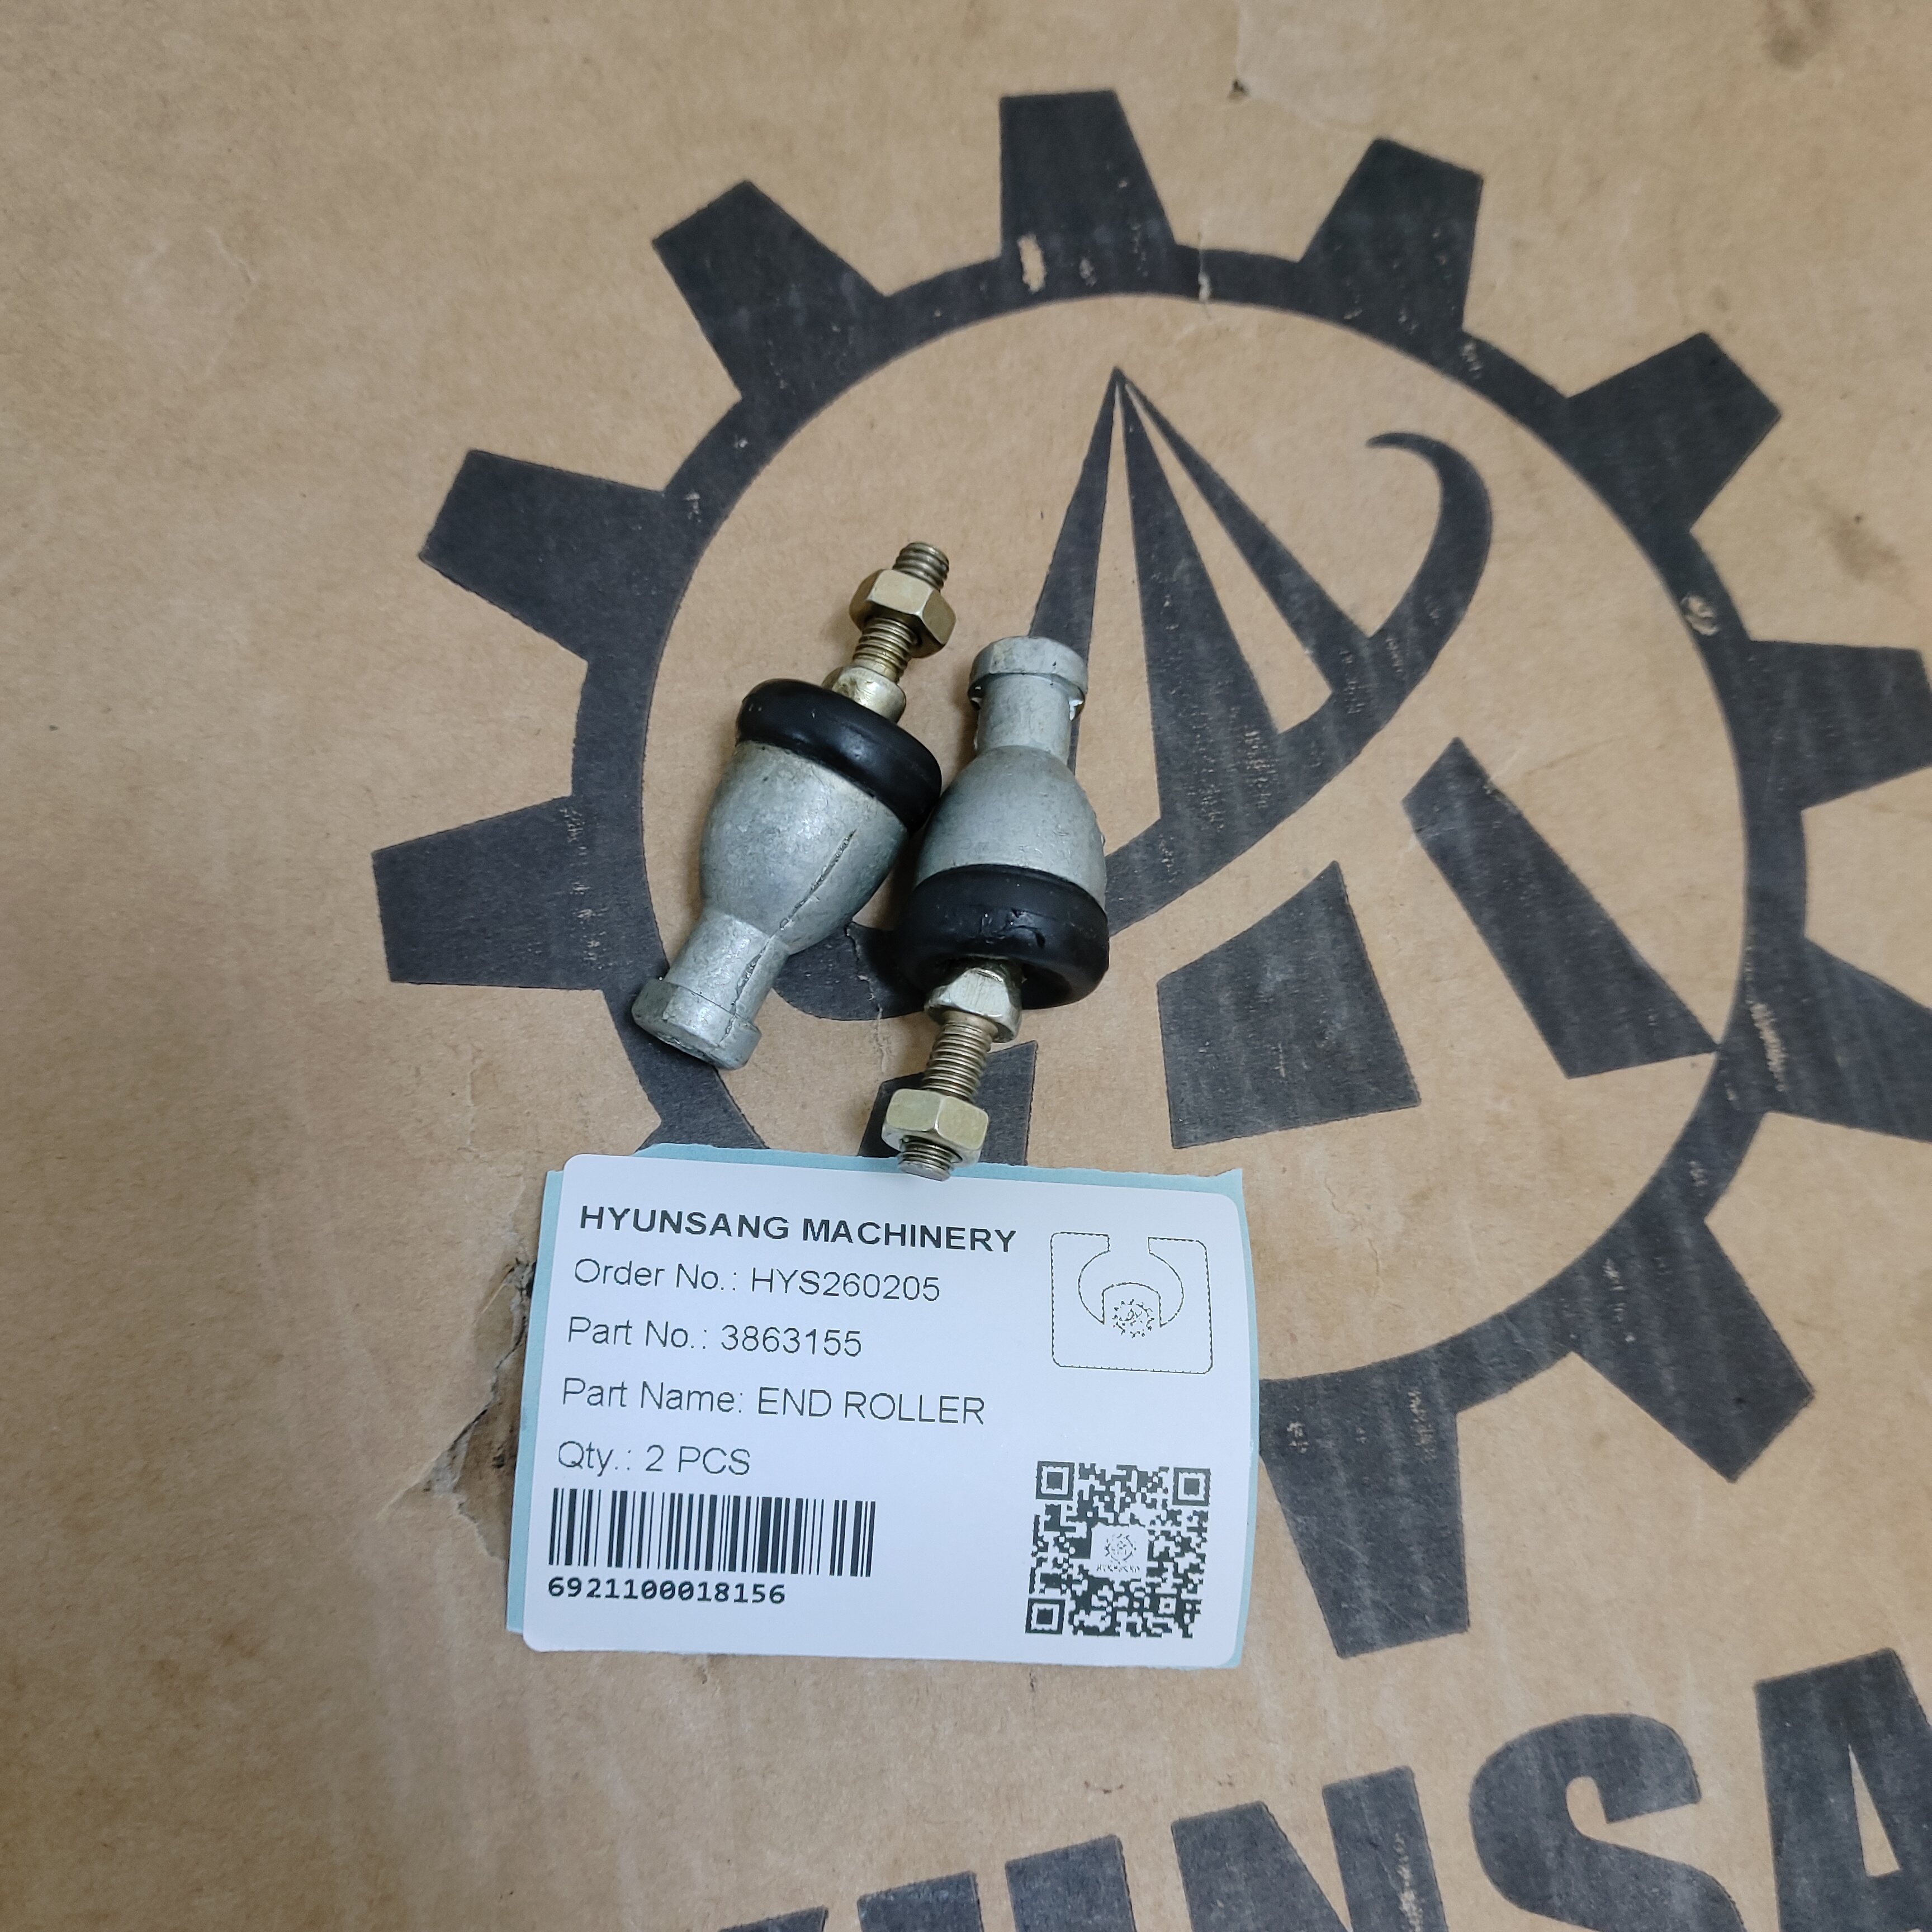 HYUNSANG MACHINERY
Order No.: HYS260205
Part No.: 3863155
Part Name: END ROLLER
Qty.: 2 PCS
6921100018156